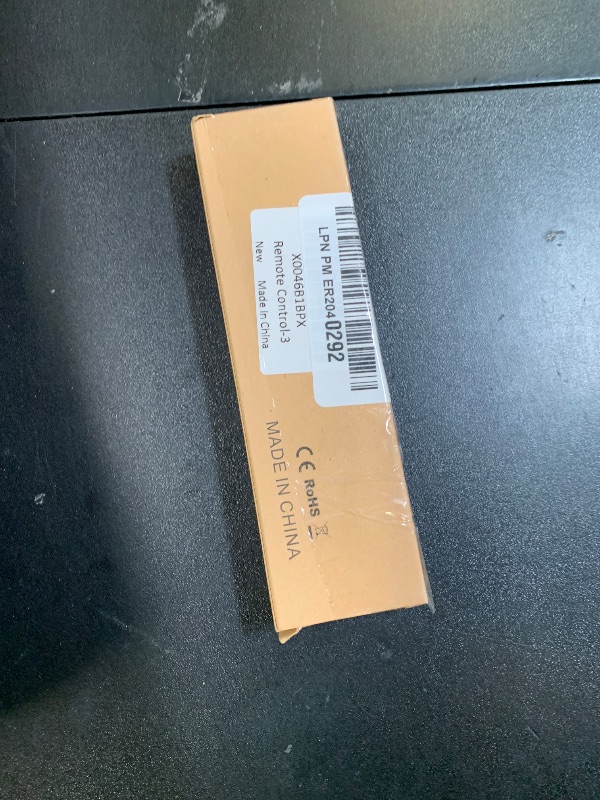 LPN PM ER2040292
X0046B1BPX
Remote Control-3
New Made In China
CE RoHS
MADE IN CHINA